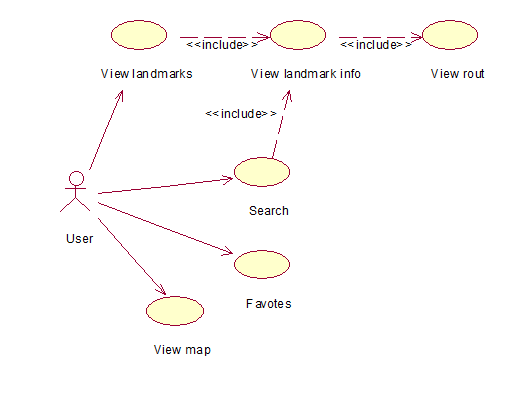 <<include>>
<<include>>
View landmarks
View landmark info
View rout
<<include>>
Search
User
Favotes
View map